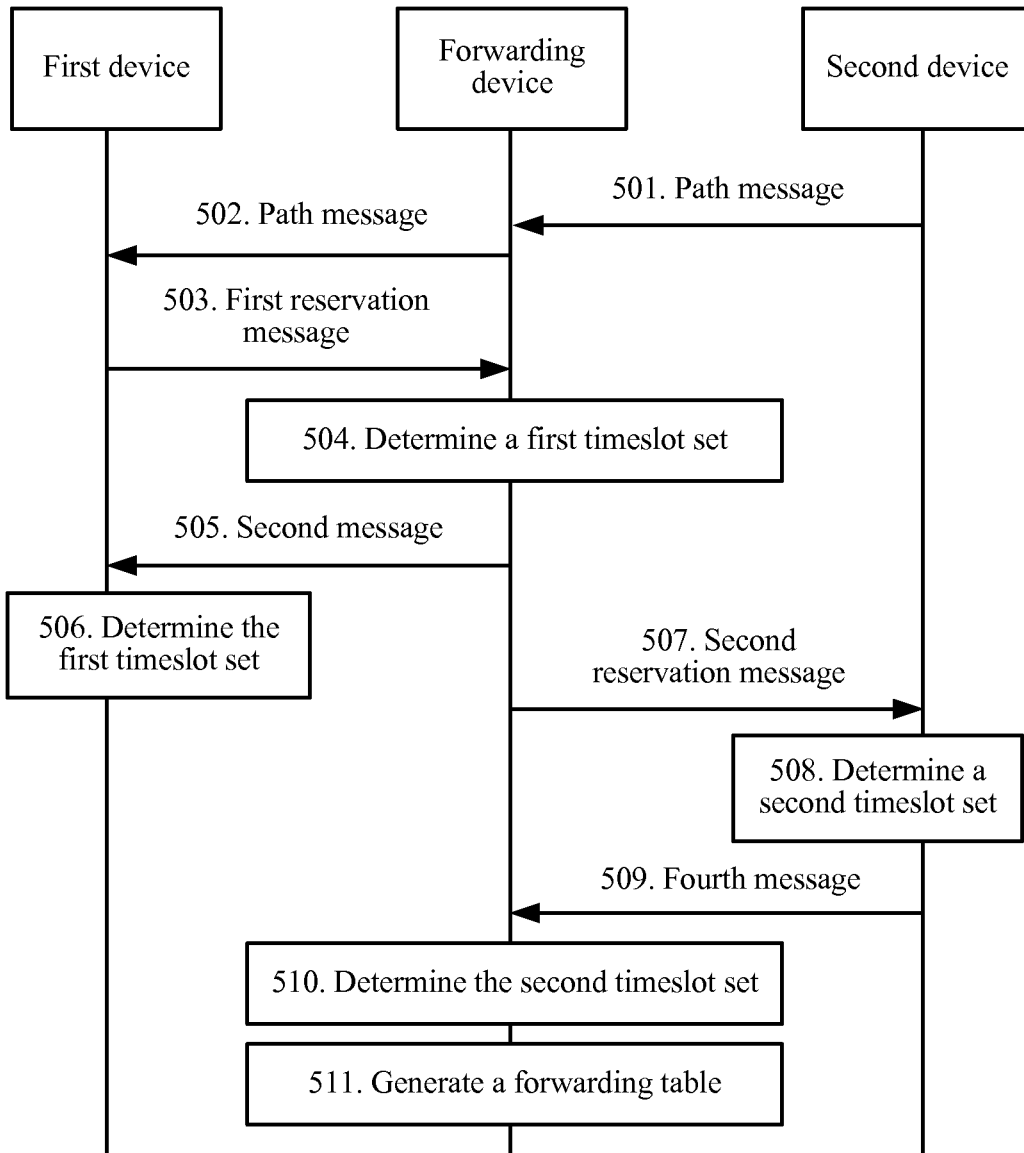 First device
Forwarding
device
Second device
501. Path message
502. Path message
503. First reservation
message
504. Determine a first timeslot set
505. Second message
506. Determine the
first timeslot set
507. Second
reservation message
508. Determine a
second timeslot set
509. Fourth message
510. Determine the second timeslot set
511. Generate a forwarding table